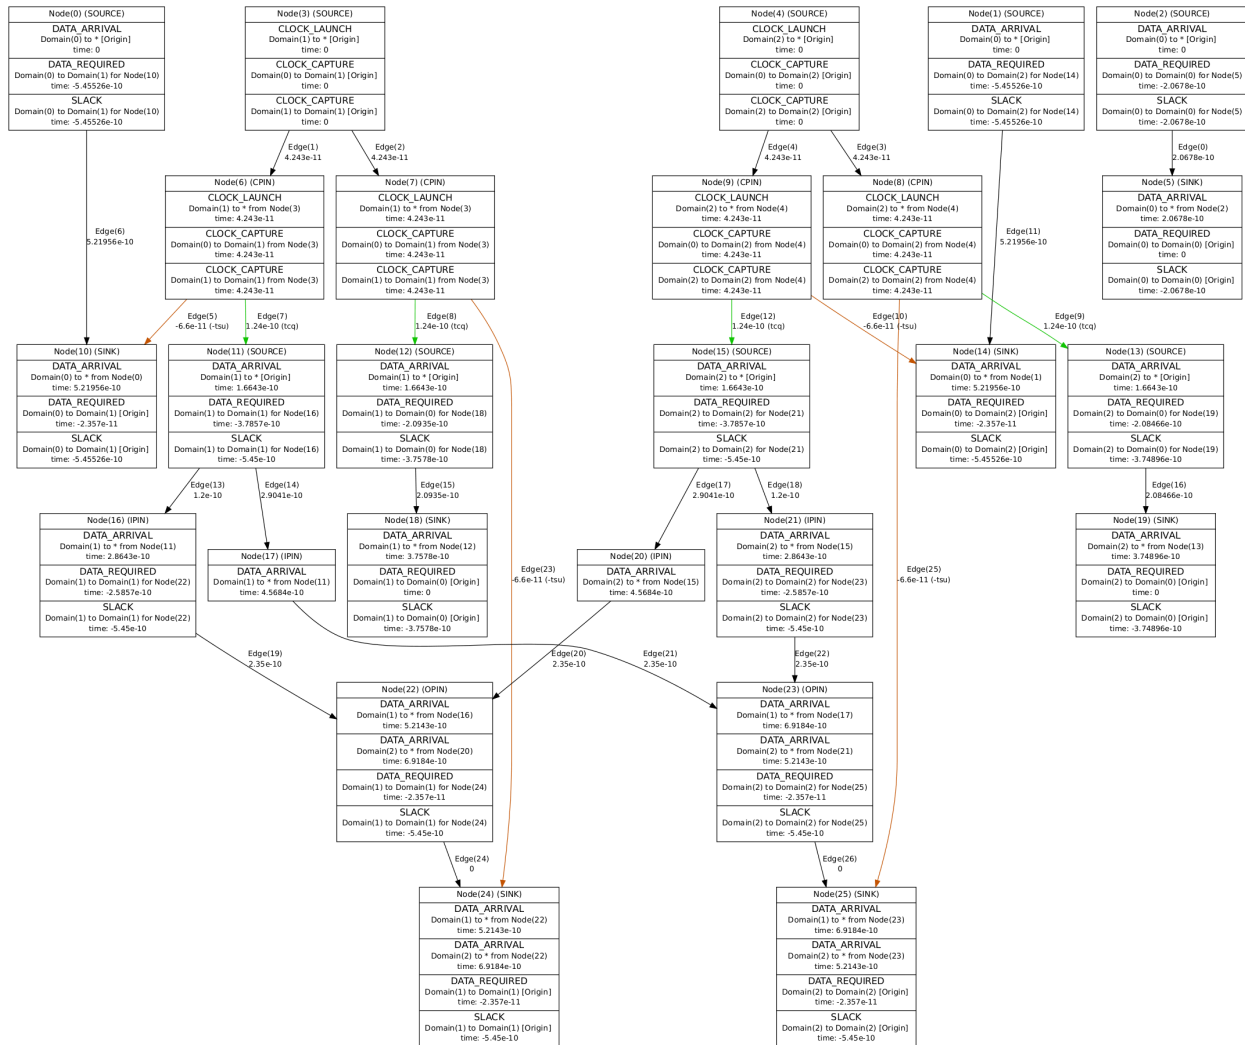 Node(0) (SOURCE)
DATA_ARRIVAL
Domain(0) to * [Origin]
time: 0
DATA_REQUIRED
Domain(0) to Domain(1) for Node(10)
time: -5.45526e-10
SLACK
Domain(0) to Domain(1) for Node(10)
time: -5.45526e-10
Node(3) (SOURCE)
CLOCK_LAUNCH
Domain(1) to * [Origin]
time: 0
CLOCK_CAPTURE
Domain(0) to Domain(1) [Origin]
time: 0
CLOCK_CAPTURE
Domain(1) to Domain(1) [Origin]
time: 0
Node(4) (SOURCE)
CLOCK_LAUNCH
Domain(2) to * [Origin]
time: 0
CLOCK_CAPTURE
Domain(0) to Domain(2) [Origin]
time: 0
CLOCK_CAPTURE
Domain(2) to Domain(2) [Origin]
time: 0
Node(1) (SOURCE)
DATA_ARRIVAL
Domain(0) to * [Origin]
time: 0
DATA_REQUIRED
Domain(0) to Domain(2) for Node(14)
time: -5.45526e-10
SLACK
Domain(0) to Domain(2) for Node(14)
time: -5.45526e-10
Node(2) (SOURCE)
DATA_ARRIVAL
Domain(0) to * [Origin]
time: 0
DATA_REQUIRED
Domain(0) to Domain(0) for Node(5)
time: -2.0678e-10
SLACK
Domain(0) to Domain(0) for Node(5)
time: -2.0678e-10
Edge(1)
4.243e-11
Edge(2)
4.243e-11
Edge(4)
4.243e-11
Edge(3)
4.243e-11
Edge(0)
2.0678e-10
Node(6) (CPIN)
CLOCK_LAUNCH
Domain(1) to * from Node(3)
time: 4.243e-11
CLOCK_CAPTURE
Domain(0) to Domain(1) from Node(3)
time: 4.243e-11
CLOCK_CAPTURE
Domain(1) to Domain(1) from Node(3)
time: 4.243e-11
Node(7) (CPIN)
CLOCK_LAUNCH
Domain(1) to * from Node(3)
time: 4.243e-11
CLOCK_CAPTURE
Domain(0) to Domain(1) from Node(3)
time: 4.243e-11
CLOCK_CAPTURE
Domain(1) to Domain(1) from Node(3)
time: 4.243e-11
Node(9) (CPIN)
CLOCK_LAUNCH
Domain(2) to * from Node(4)
time: 4.243e-11
CLOCK_CAPTURE
Domain(0) to Domain(2) from Node(4)
time: 4.243e-11
CLOCK_CAPTURE
Domain(2) to Domain(2) from Node(4)
time: 4.243e-11
Node(8) (CPIN)
CLOCK_LAUNCH
Domain(2) to * from Node(4)
time: 4.243e-11
CLOCK_CAPTURE
Domain(0) to Domain(2) from Node(4)
time: 4.243e-11
CLOCK_CAPTURE
Domain(2) to Domain(2) from Node(4)
time: 4.243e-11
Node(5) (SINK)
DATA_ARRIVAL
Domain(0) to * from Node(2)
time: 2.0678e-10
DATA_REQUIRED
Domain(0) to Domain(0) [Origin]
time: 0
SLACK
Domain(0) to Domain(0) [Origin]
time: -2.0678e-10
Edge(6)
5.21956e-10
Edge(11)
5.21956e-10
Edge(5)
-6.6e-11 (-tsu)
Edge(7)
1.24e-10 (tcq)
Edge(8)
1.24e-10 (tcq)
Edge(12)
1.24e-10 (tcq)
Edge(10)
-6.6e-11 (-tsu)
Edge(9)
1.24e-10 (tcq)
Node(10) (SINK)
DATA_ARRIVAL
Domain(0) to * from Node(0)
time: 5.21956e-10
DATA_REQUIRED
Domain(0) to Domain(1) [Origin]
time: -2.357e-11
SLACK
Domain(0) to Domain(1) [Origin]
time: -5.45526e-10
Node(11) (SOURCE)
DATA_ARRIVAL
Domain(1) to * [Origin]
time: 1.6643e-10
DATA_REQUIRED
Domain(1) to Domain(1) for Node(16)
time: -3.7857e-10
SLACK
Domain(1) to Domain(1) for Node(16)
time: -5.45e-10
Node(12) (SOURCE)
DATA_ARRIVAL
Domain(1) to * [Origin]
time: 1.6643e-10
DATA_REQUIRED
Domain(1) to Domain(0) for Node(18)
time: -2.0935e-10
SLACK
Domain(1) to Domain(0) for Node(18)
time: -3.7578e-10
Node(15) (SOURCE)
DATA_ARRIVAL
Domain(2) to * [Origin]
time: 1.6643e-10
DATA_REQUIRED
Domain(2) to Domain(2) for Node(21)
time: -3.7857e-10
SLACK
Domain(2) to Domain(2) for Node(21)
time: -5.45e-10
Node(14) (SINK)
DATA_ARRIVAL
Domain(0) to * from Node(1)
time: 5.21956e-10
DATA_REQUIRED
Domain(0) to Domain(2) [Origin]
time: -2.357e-11
SLACK
Domain(0) to Domain(2) [Origin]
time: -5.45526e-10
Node(13) (SOURCE)
DATA_ARRIVAL
Domain(2) to * [Origin]
time: 1.6643e-10
DATA_REQUIRED
Domain(2) to Domain(0) for Node(19)
time: -2.08466e-10
SLACK
Domain(2) to Domain(0) for Node(19)
time: -3.74896e-10
Edge(13)
1.2e-10
Edge(14)
2.9041e-10
Edge(15)
2.0935e-10
Edge(17)
2.9041e-10
Edge(18)
1.2e-10
Edge(16)
2.08466e-10
Node(16) (IPIN)
DATA_ARRIVAL
Domain(1) to * from Node(11)
time: 2.8643e-10
DATA_REQUIRED
Domain(1) to Domain(1) for Node(22)
time: -2.5857e-10
SLACK
Domain(1) to Domain(1) for Node(22)
time: -5.45e-10
Node(17) (IPIN)
DATA_ARRIVAL
Domain(1) to * from Node(11)
time: 4.5684e-10
Node(18) (SINK)
DATA_ARRIVAL
Domain(1) to * from Node(12)
time: 3.7578e-10
DATA_REQUIRED
Domain(1) to Domain(0) [Origin]
time: 0
SLACK
Domain(1) to Domain(0) [Origin]
time: -3.7578e-10
Edge(23)
-6.6e-11 (-tsu)
Node(20) (IPIN)
DATA_ARRIVAL
Domain(2) to * from Node(15)
time: 4.5684e-10
Node(21) (IPIN)
DATA_ARRIVAL
Domain(2) to * from Node(15)
time: 2.8643e-10
DATA_REQUIRED
Domain(2) to Domain(2) for Node(23)
time: -2.5857e-10
SLACK
Domain(2) to Domain(2) for Node(23)
time: -5.45e-10
Edge(25)
-6.6e-11 (-tsu)
Node(19) (SINK)
DATA_ARRIVAL
Domain(2) to * from Node(13)
time: 3.74896e-10
DATA_REQUIRED
Domain(2) to Domain(0) [Origin]
time: 0
SLACK
Domain(2) to Domain(0) [Origin]
time: -3.74896e-10
Edge(19)
2.35e-10
Edge(20)
2.35e-10
Edge(21)
2.35e-10
Edge(22)
2.35e-10
Node(22) (OPIN)
DATA_ARRIVAL
Domain(1) to * from Node(16)
time: 5.2143e-10
DATA_ARRIVAL
Domain(2) to * from Node(20)
time: 6.9184e-10
DATA_REQUIRED
Domain(1) to Domain(1) for Node(24)
time: -2.357e-11
SLACK
Domain(1) to Domain(1) for Node(24)
time: -5.45e-10
Node(23) (OPIN)
DATA_ARRIVAL
Domain(1) to * from Node(17)
time: 6.9184e-10
DATA_ARRIVAL
Domain(2) to * from Node(21)
time: 5.2143e-10
DATA_REQUIRED
Domain(2) to Domain(2) for Node(25)
time: -2.357e-11
SLACK
Domain(2) to Domain(2) for Node(25)
time: -5.45e-10
Edge(24)
0
Edge(26)
0
Node(24) (SINK)
DATA_ARRIVAL
Domain(1) to * from Node(22)
time: 5.2143e-10
DATA_ARRIVAL
Domain(2) to * from Node(22)
time: 6.9184e-10
DATA_REQUIRED
Domain(1) to Domain(1) [Origin]
time: -2.357e-11
SLACK
Domain(1) to Domain(1) [Origin]
time: -5.45e-10
Node(25) (SINK)
DATA_ARRIVAL
Domain(1) to * from Node(23)
time: 6.9184e-10
DATA_ARRIVAL
Domain(2) to * from Node(23)
time: 5.2143e-10
DATA_REQUIRED
Domain(2) to Domain(2) [Origin]
time: -2.357e-11
SLACK
Domain(2) to Domain(2) [Origin]
time: -5.45e-10